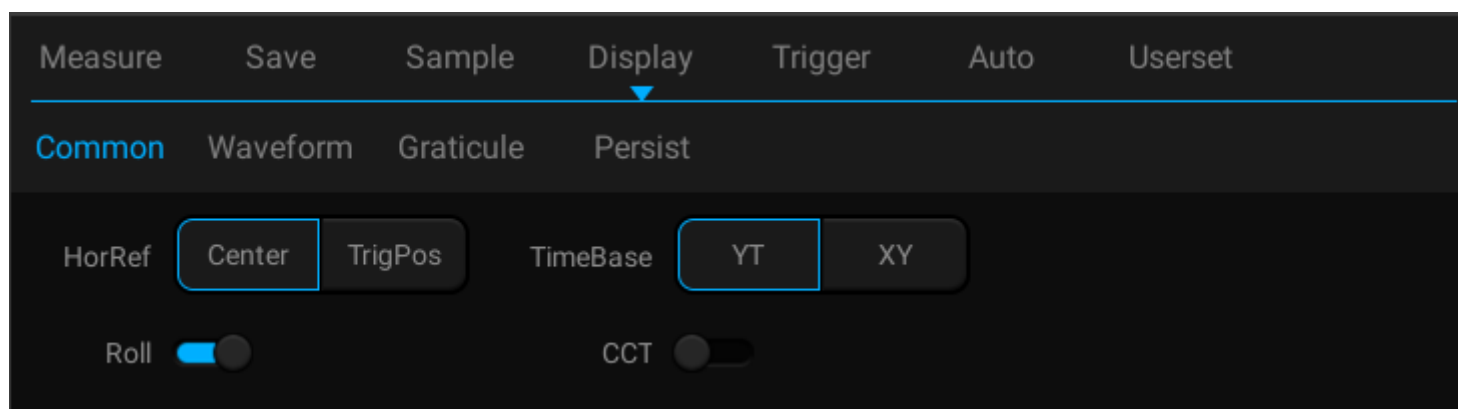 Measure Save Sample Display Trigger Auto Userset
Common Waveform Graticule Persist
HorRef Center TrigPos TimeBase YT XY
Roll CCT